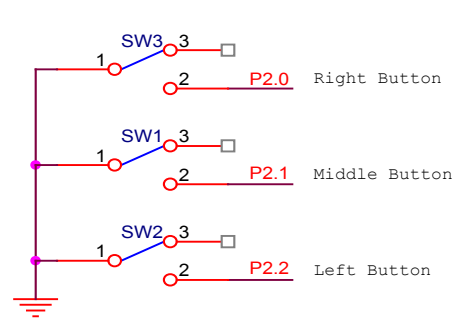 SW3 3
1
2 P2.0 Right Button
SW1 3
1
2 P2.1 Middle Button
SW2 3
1
2 P2.2 Left Button